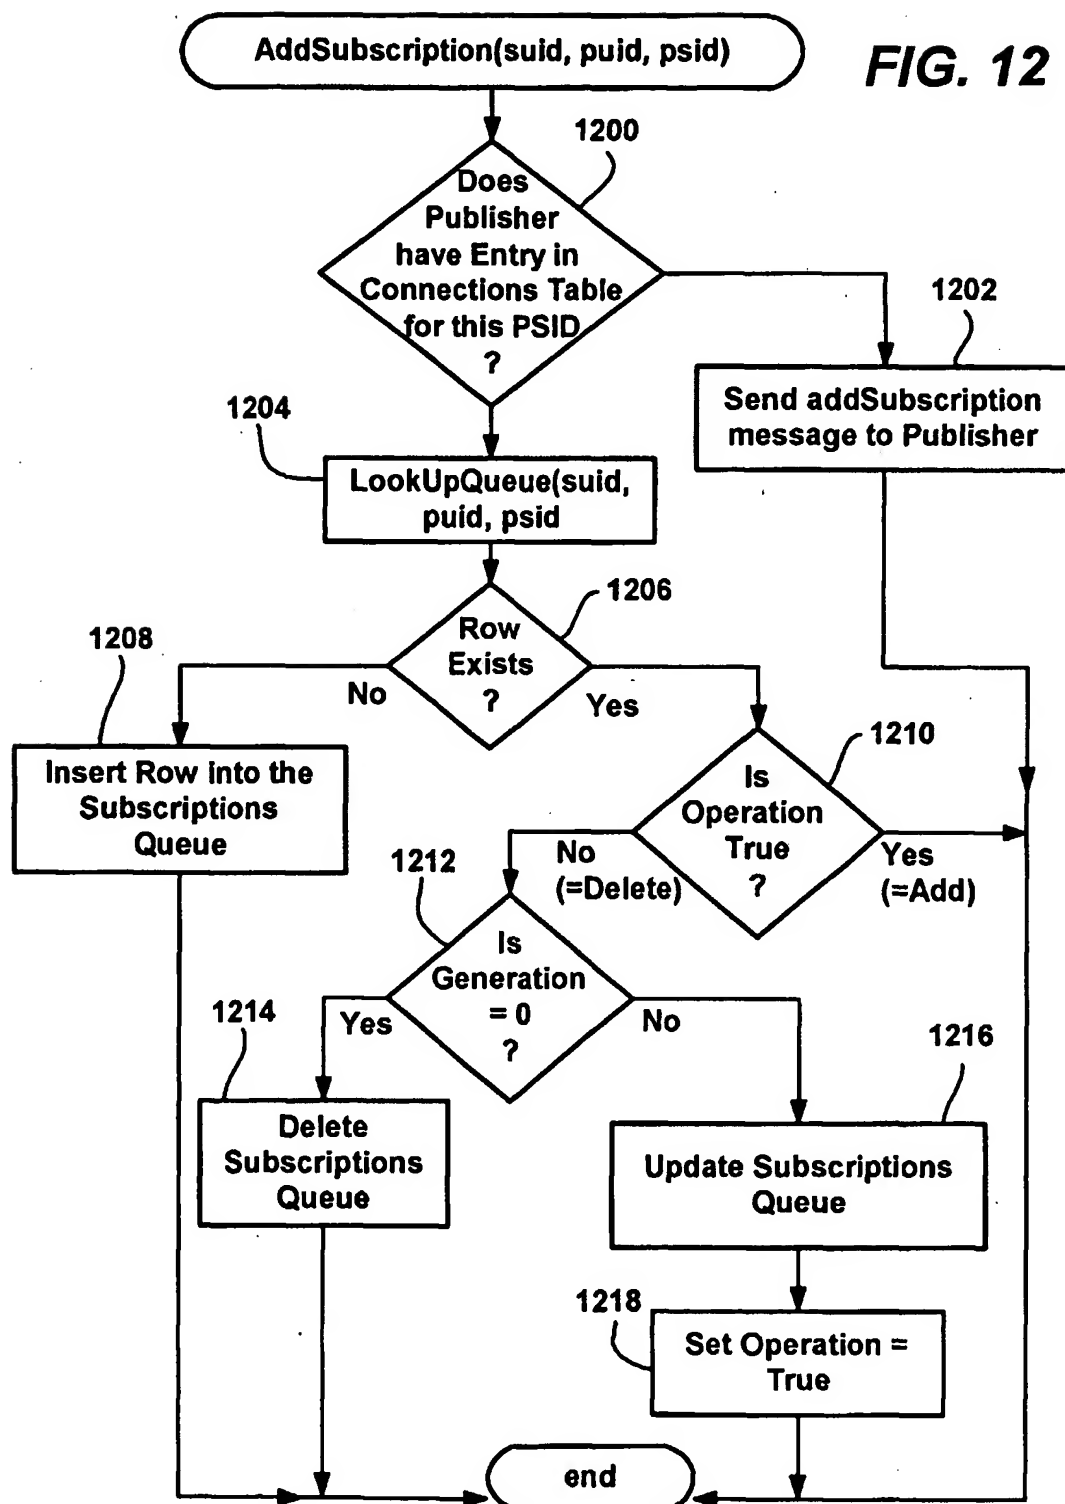 AddSubscription(suid, puid, psid)
FIG. 12
1200
Does
Publisher
have Entry in
Connections Table
for this PSID
?
1202
Send addSubscription
message to Publisher
1204
LookUpQueue(suid,
puid, psid
1206
Row
Exists
?
No
Yes
1208
Insert Row into the
Subscriptions
Queue
1210
Is
Operation
True
?
No
(=Delete)
Yes
(=Add)
1212
Is
Generation
= 0
?
Yes
No
1214
Delete
Subscriptions
Queue
1216
Update Subscriptions
Queue
1218
Set Operation =
True
end